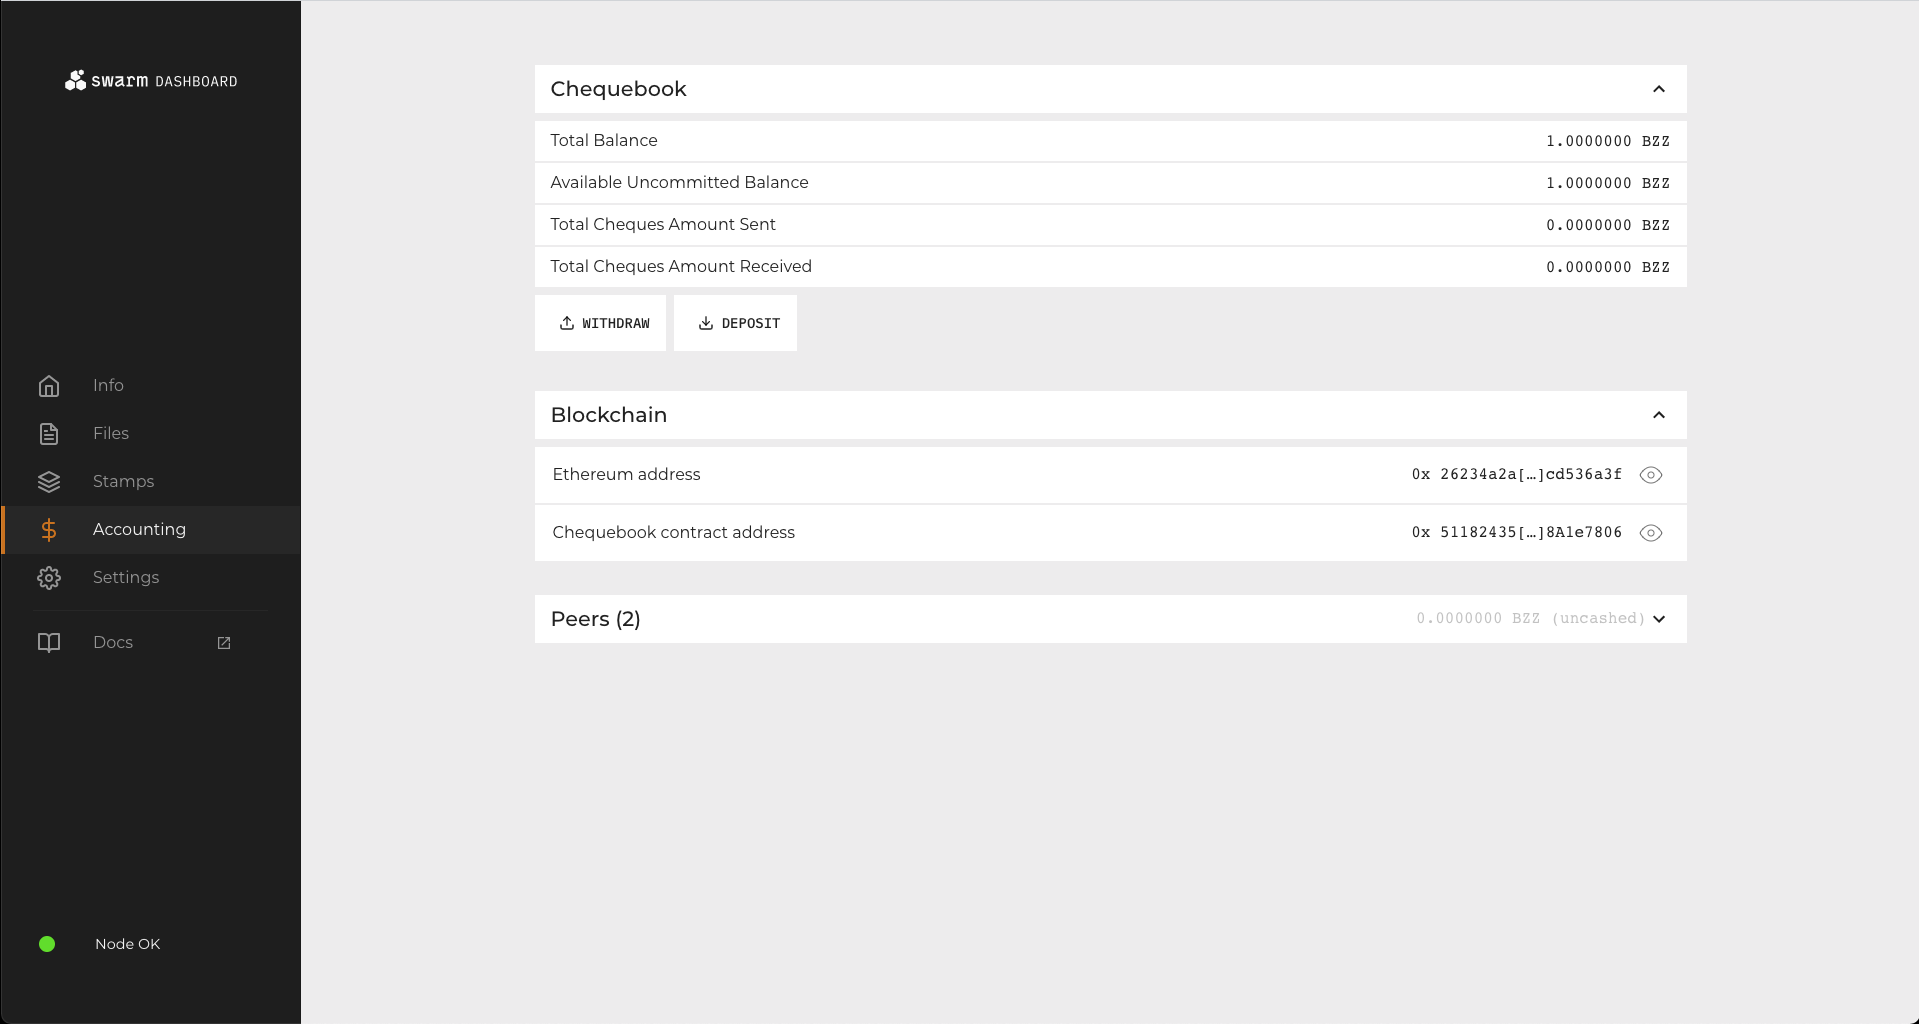 swarm DASHBOARD
Info
Files
Stamps
Accounting
Settings
Docs
Node OK
Chequebook
Total Balance 1.0000000 BZZ
Available Uncommitted Balance 1.0000000 BZZ
Total Cheques Amount Sent 0.0000000 BZZ
Total Cheques Amount Received 0.0000000 BZZ
WITHDRAW DEPOSIT
Blockchain
Ethereum address 0x 26234a2a[…]cd536a3f
Chequebook contract address 0x 51182435[…]8A1e7806
Peers (2) 0.0000000 BZZ (uncashed)